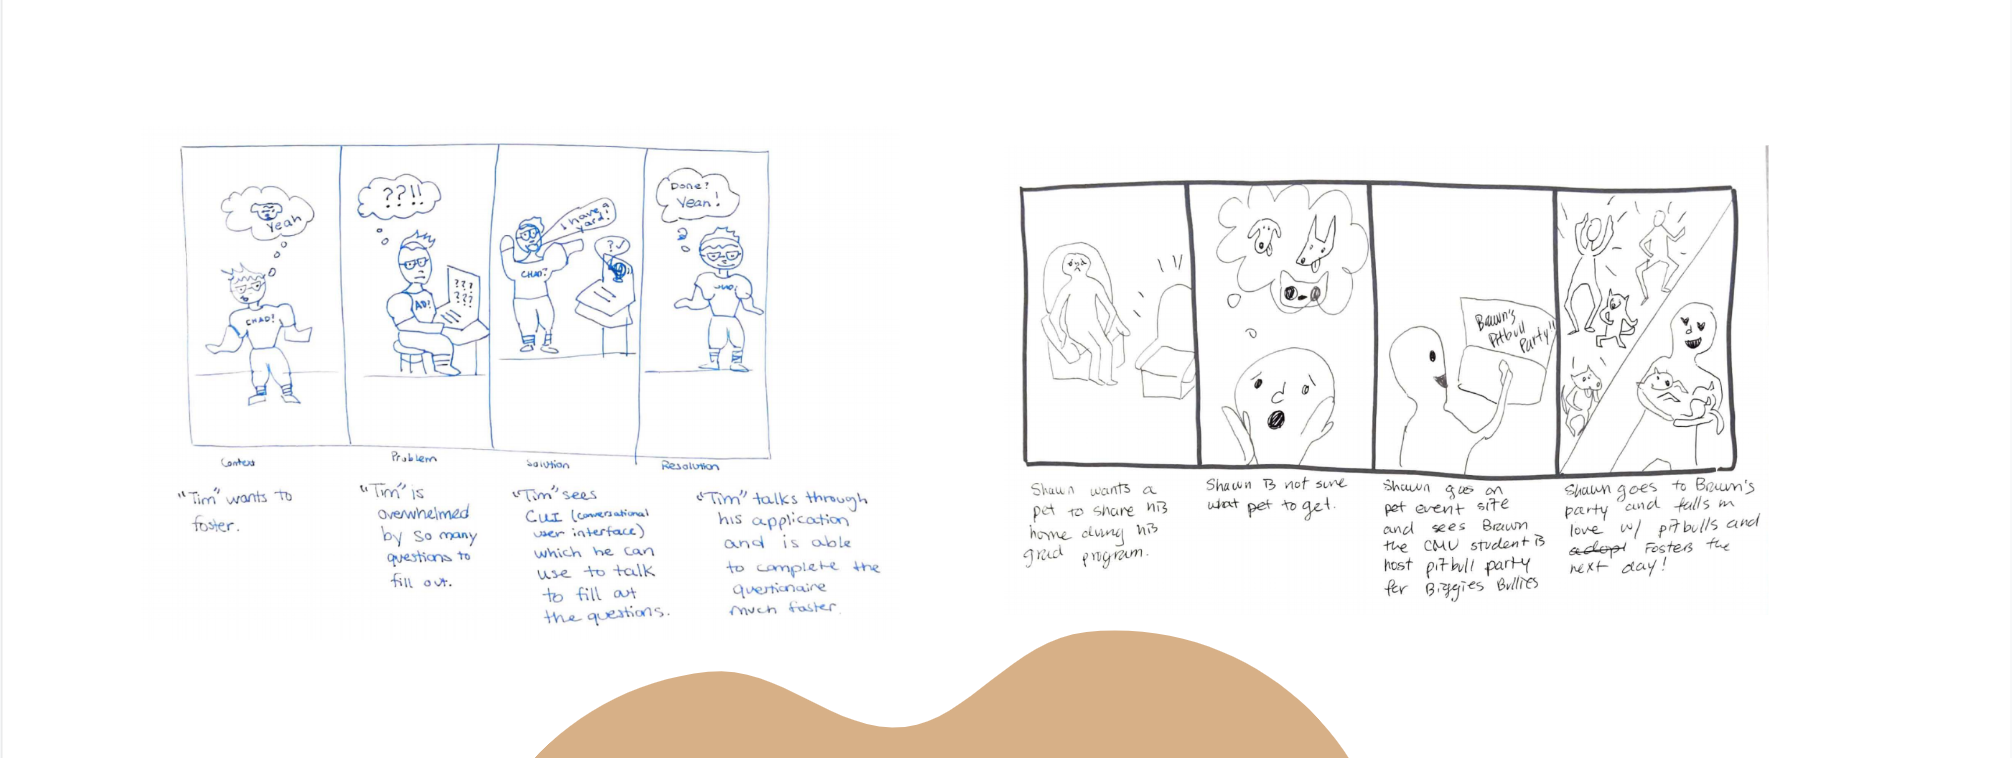 Yeah
CHAD!
??!!
AD!
???
???
I have a
yard!
CHAD?
?✓
Done?
Yeah!
Context
Problem
Solution
Resolution
"Tim" wants to
foster.
"Tim" is
overwhelmed
by so many
questions to
fill out.
"Tim" sees
CUI (conversational
user interface)
which he can
use to talk
to fill out
the questions.
"Tim" talks through
his application
and is able
to complete the
questionaire
much faster.
Brawn's
Pitbull
Party!!
Shawn wants a
pet to share his
home durng his
grad program.
Shawn is not sure
what pet to get.
Shawn goes on
pet event site
and sees Brawn
the CMU student is
host pitbull party
for Biggies Bullies
Shawn goes to Brawn's
party and falls in
love w/ pitbulls and
adopt Fosters the
next day!